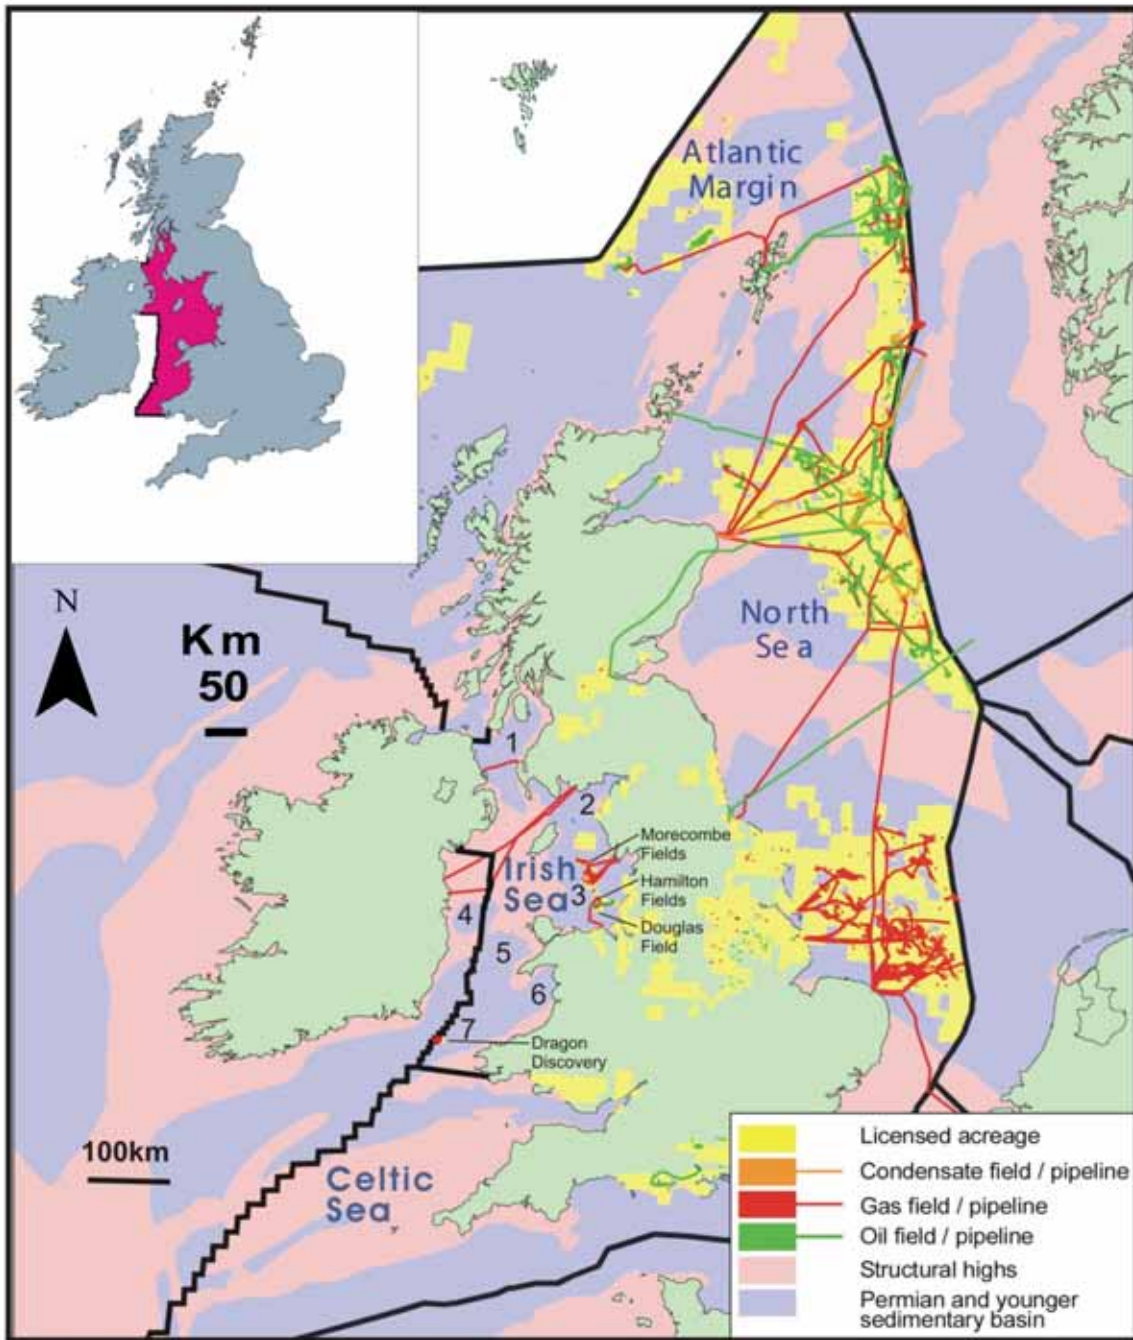 Atlantic
Margin
N
Km
50
North
Sea
1
2
Morecombe
Fields
Irish
Sea
3
Hamilton
Fields
4
Douglas
Field
5
6
7
Dragon
Discovery
100km
Celtic
Sea
Licensed acreage
Condensate field / pipeline
Gas field / pipeline
Oil field / pipeline
Structural highs
Permian and younger
sedimentary basin